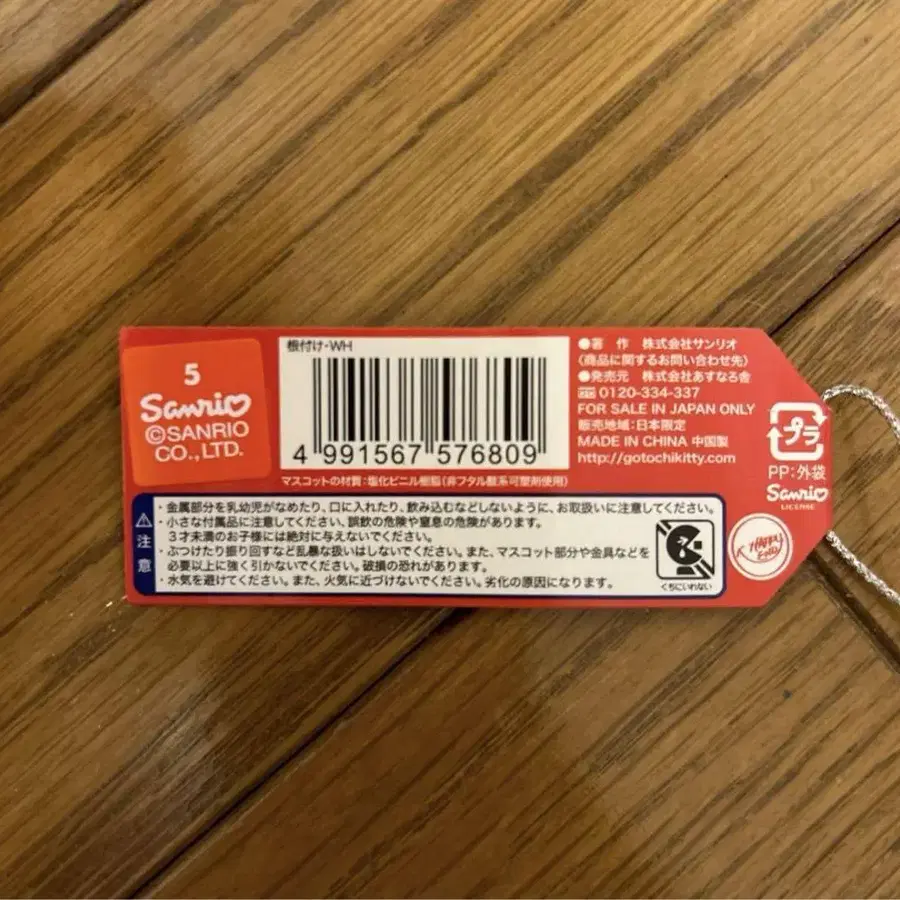 5
Sanrio
©SANRIO
CO., LTD.
根付け-WH
4 991567 576809
マスコットの材質:塩化ビニル樹脂(非フタル酸系可塑剤使用)
●著 作 株式会社サンリオ
〈商品に関するお問い合わせ先〉
●発売元 株式会社あすなろ舎
0120-334-337
FOR SALE IN JAPAN ONLY
販売地域:日本限定
MADE IN CHINA 中国製
http://gotochikitty.com
プラ
PP:外袋
Sanrio
LICENSE
注意
・金属部分を乳幼児がなめたり、口に入れたり、飲み込むなどしないように、お取扱いに注意してください。
・小さな付属品に注意してください、誤飲の危険や窒息の危険があります。
3才未満のお子様には絶対に与えないでください。
・ぶつけたり振り回すなど乱暴な扱いはしないでください。また、マスコット部分や金具などを
必要以上に強く引かないでください。破損の恐れがあります。
・水気を避けてください。また、火気に近づけないでください。劣化の原因になります。
くちにいれない